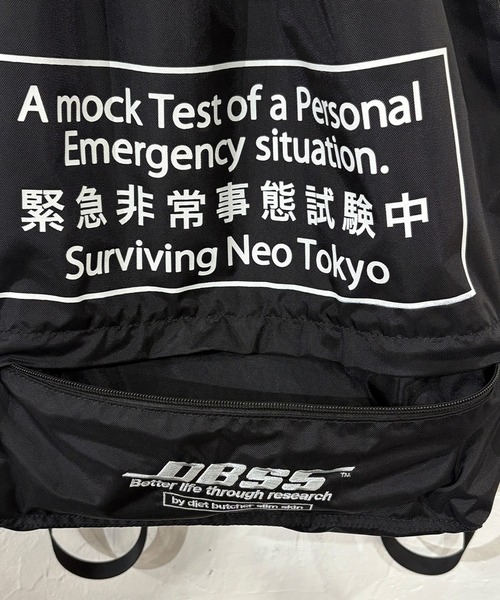 A mock Test of a Personal
Emergency situation.
緊急非常事態試験中
Surviving Neo Tokyo
DBSS TM
Better life through research
by diet butcher slim skin